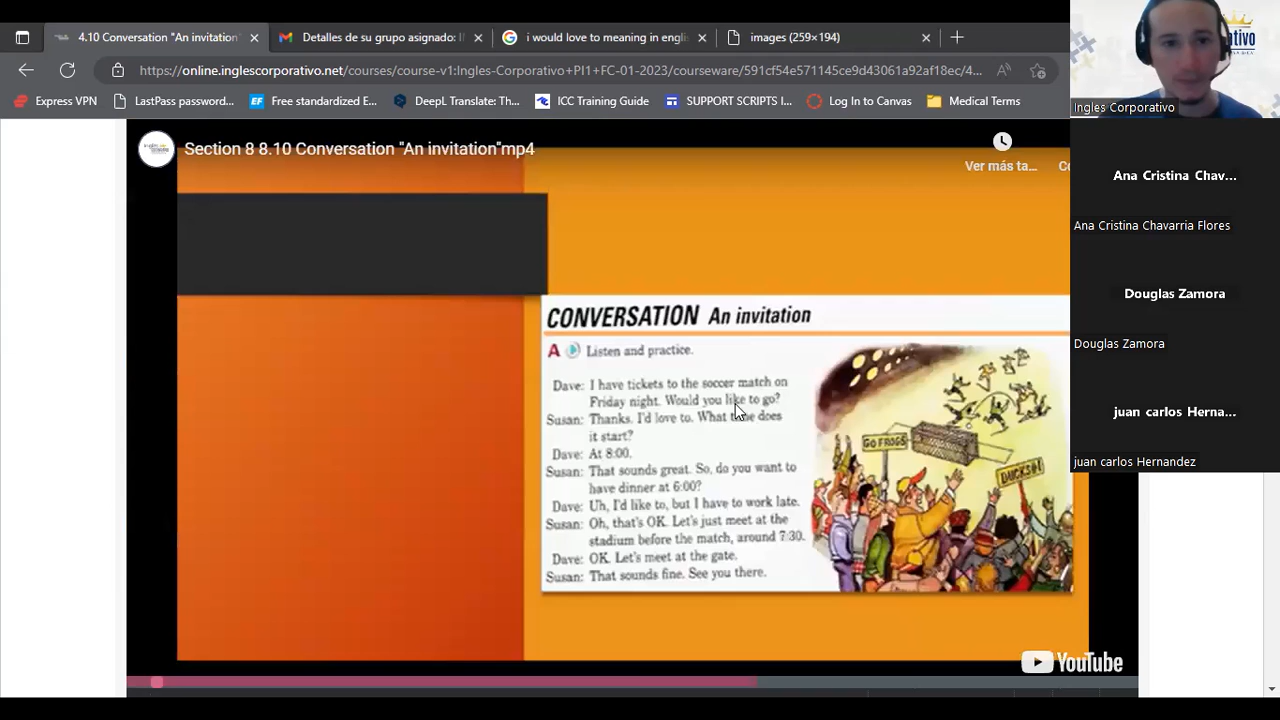 4.10 Conversation "An invitation"
Detalles de su grupo asignado: I
i would love to meaning in engli
images (259×194)
https://online.inglescorporativo.net/courses/course-v1:Ingles-Corporativo+PI1+FC-01-2023/courseware/591cf54e571145ce9d43061a92af18ec/4...
Express VPN
LastPass password...
EF Free standardized E...
DeepL Translate: Th...
ICC Training Guide
SUPPORT SCRIPTS I...
Log In to Canvas
Medical Terms
Section 8 8.10 Conversation "An invitation"mp4
Ver más ta...
CONVERSATION An invitation
A Listen and practice.
Dave: I have tickets to the soccer match on
Friday night. Would you like to go?
Susan: Thanks. I'd love to. What time does
it start?
Dave: At 8:00.
Susan: That sounds great. So, do you want to
have dinner at 6:00?
Dave: Uh, I'd like to, but I have to work late.
Susan: Oh, that's OK. Let's just meet at the
stadium before the match, around 7:30.
Dave: OK. Let's meet at the gate.
Susan: That sounds fine. See you there.
GO FROGS
YouTube
Ingles Corporativo
Ana Cristina Chav...
Ana Cristina Chavarria Flores
Douglas Zamora
Douglas Zamora
juan carlos Herna...
juan carlos Hernandez